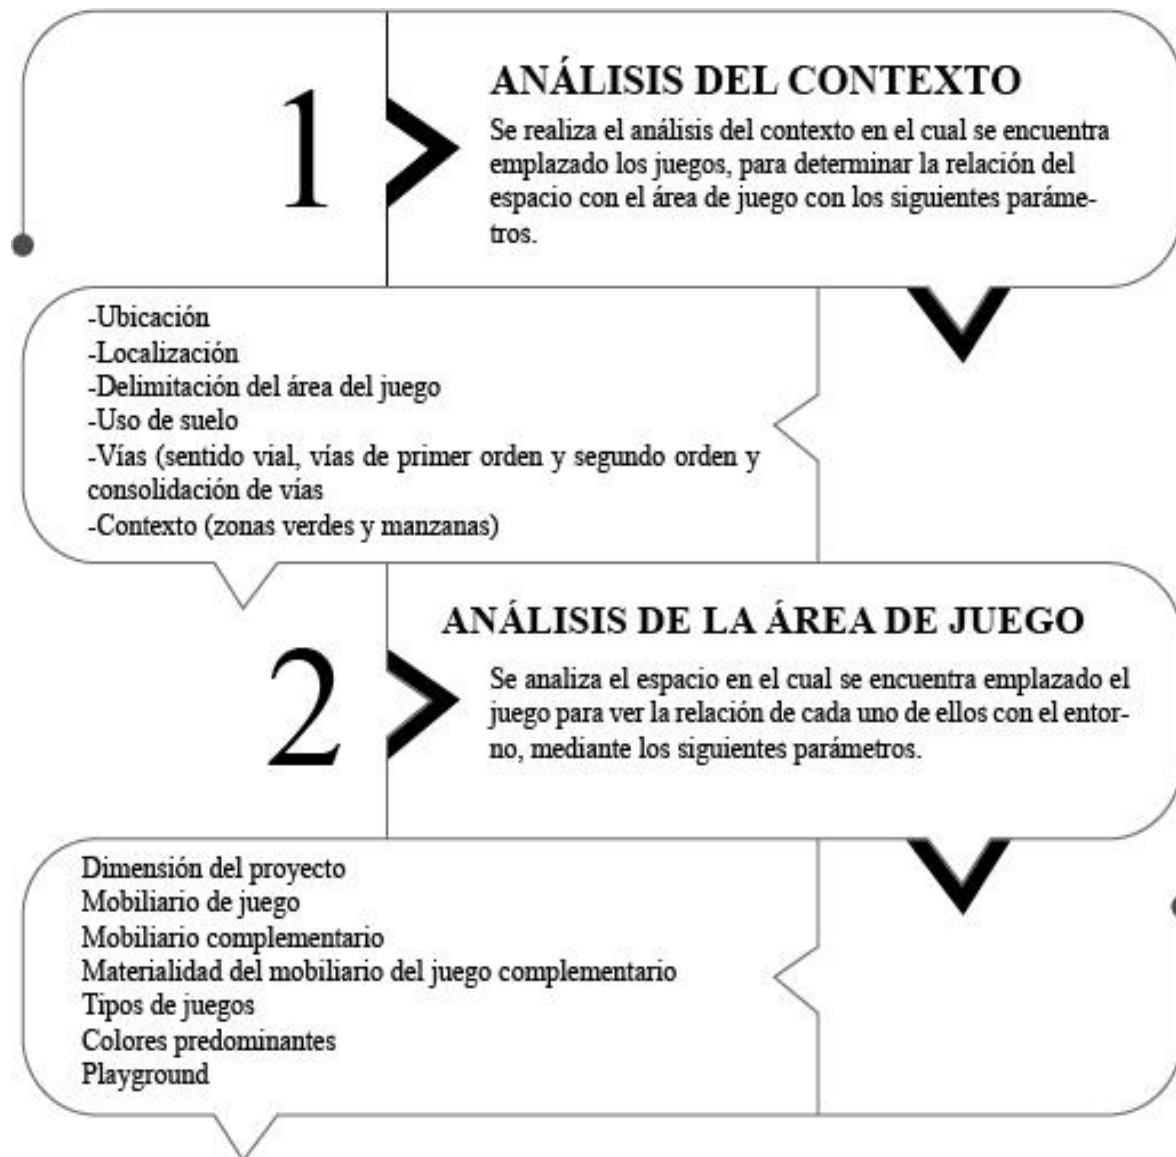 1
ANÁLISIS DEL CONTEXTO
Se realiza el análisis del contexto en el cual se encuentra
emplazado los juegos, para determinar la relación del
espacio con el área de juego con los siguientes paráme-
tros.
-Ubicación
-Localización
-Delimitación del área del juego
-Uso de suelo
-Vías (sentido vial, vías de primer orden y segundo orden y
consolidación de vías
-Contexto (zonas verdes y manzanas)
2
ANÁLISIS DE LA ÁREA DE JUEGO
Se analiza el espacio en el cual se encuentra emplazado el
juego para ver la relación de cada uno de ellos con el entor-
no, mediante los siguientes parámetros.
Dimensión del proyecto
Mobiliario de juego
Mobiliario complementario
Materialidad del mobiliario del juego complementario
Tipos de juegos
Colores predominantes
Playground